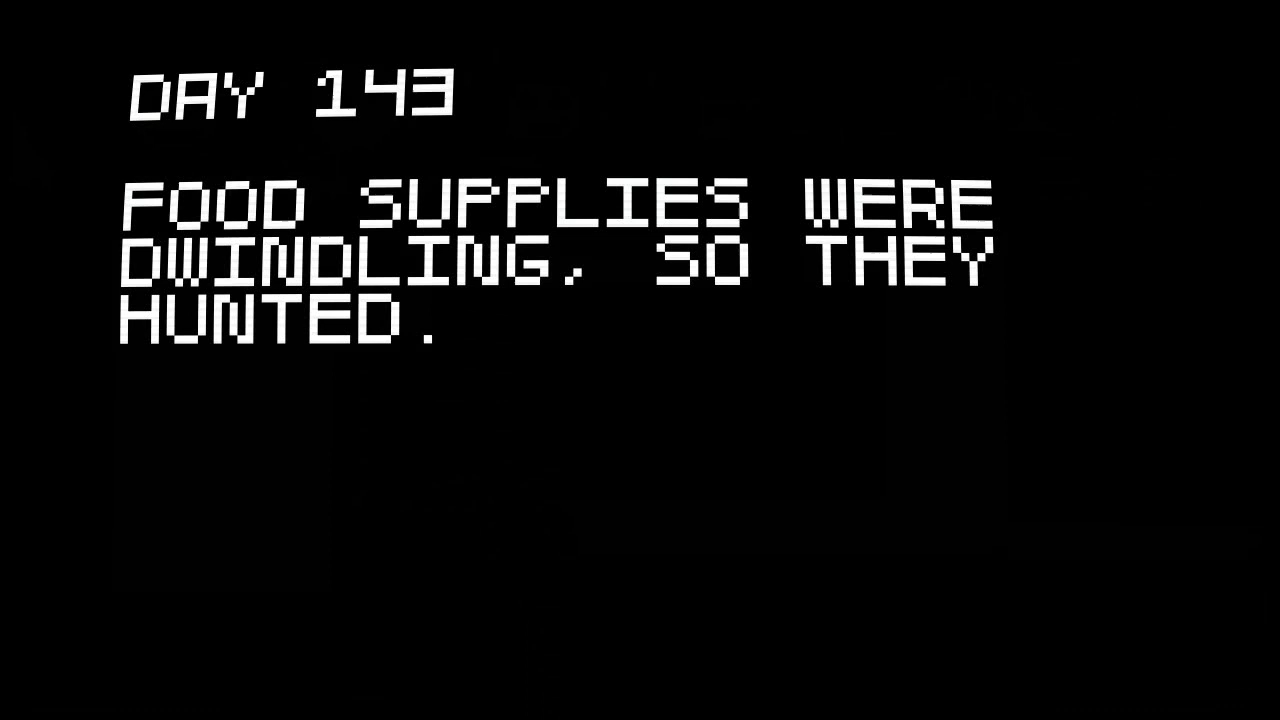 DAY 143
FOOD SUPPLIES WERE
DWINDLING, SO THEY
HUNTED.